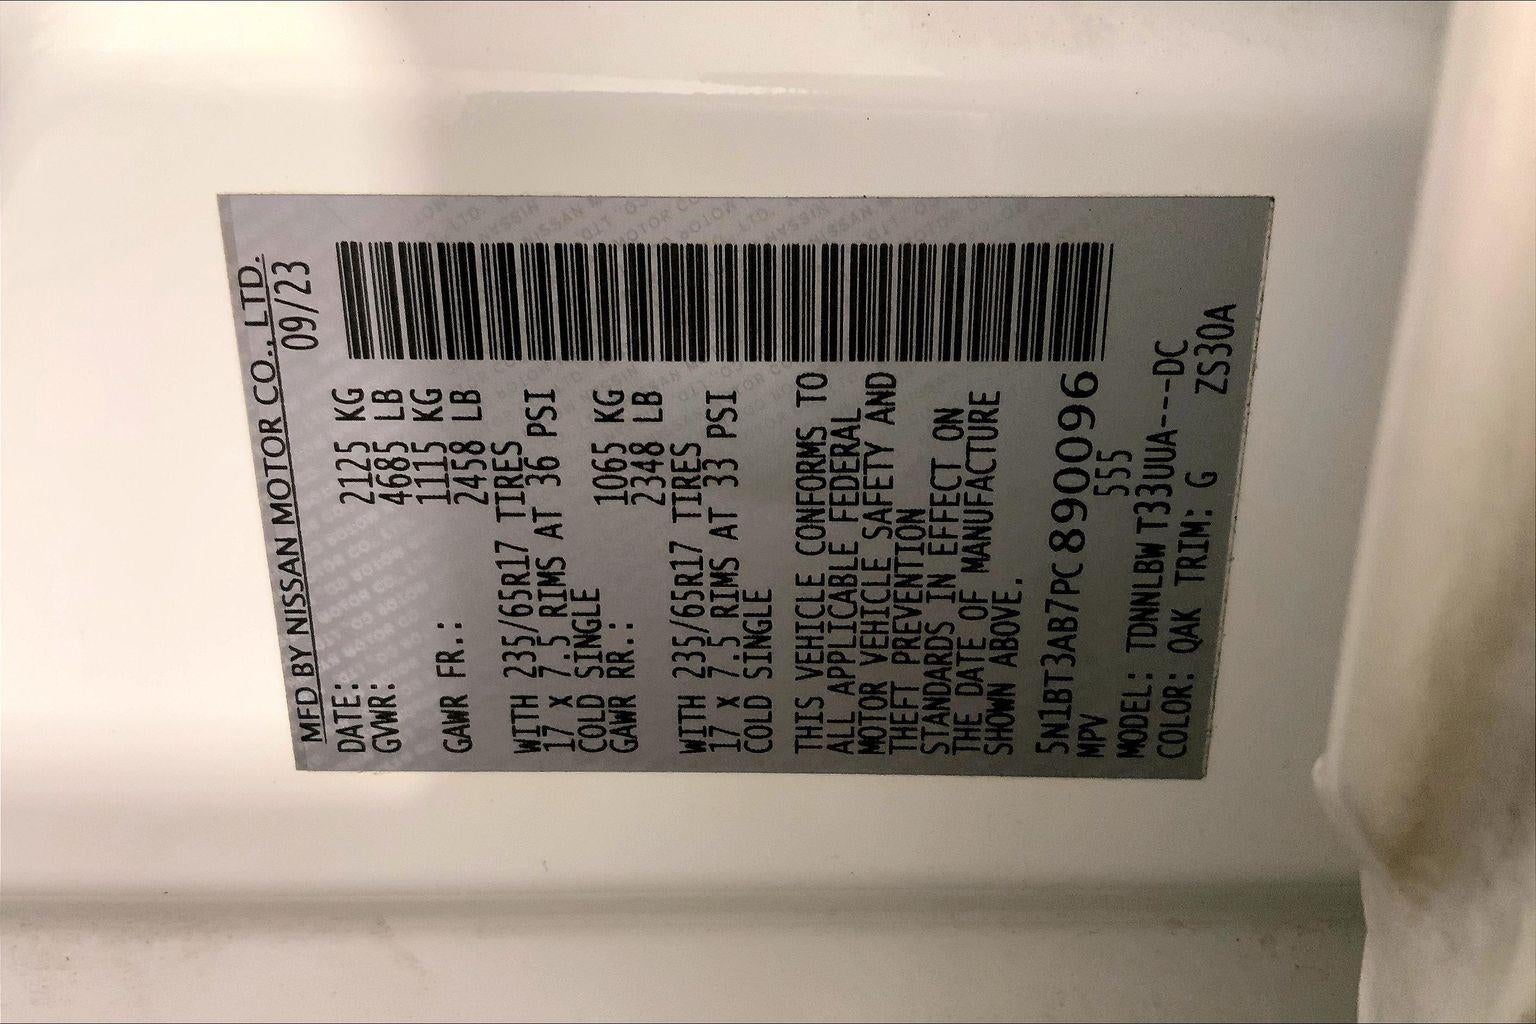 MFD BY NISSAN MOTOR CO., LTD.
DATE: 09/23
GVWR: 2125 KG
4685 LB
GAWR FR.: 1115 KG
2458 LB
WITH 235/65R17 TIRES
17 X 7.5 RIMS AT 36 PSI
COLD SINGLE
GAWR RR.: 1065 KG
2348 LB
WITH 235/65R17 TIRES
17 X 7.5 RIMS AT 33 PSI
COLD SINGLE
THIS VEHICLE CONFORMS TO
ALL APPLICABLE FEDERAL
MOTOR VEHICLE SAFETY AND
THEFT PREVENTION
STANDARDS IN EFFECT ON
THE DATE OF MANUFACTURE
SHOWN ABOVE.
5N1BT3AB7PC890096
MPV 555
MODEL: TDNNLBW T33UUA---DC
COLOR: QAK TRIM: G ZS30A